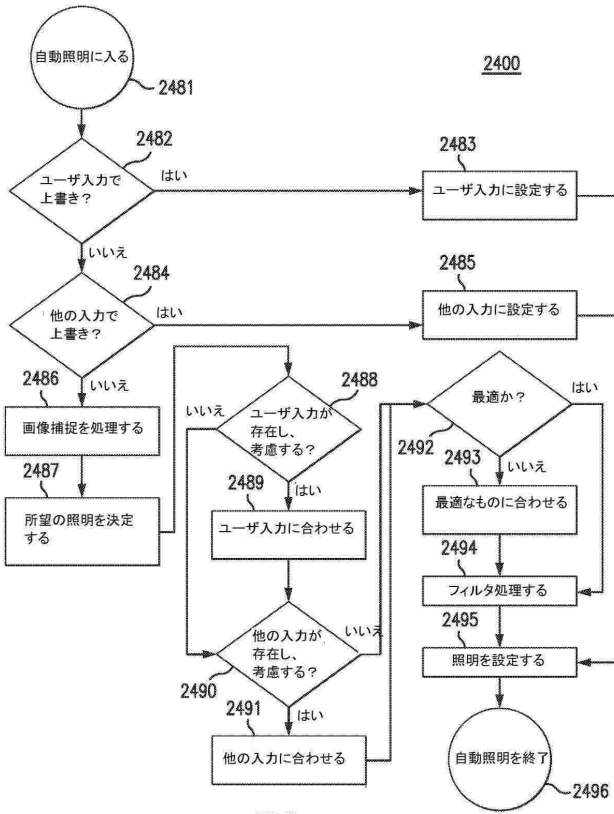 自動照明に入る
2481
2400
2482
ユーザ入力で
上書き?
はい
いいえ
2483
ユーザ入力に設定する
2484
他の入力で
上書き?
はい
いいえ
2485
他の入力に設定する
2486
画像捕捉を処理する
2487
所望の照明を決定
する
2488
ユーザ入力が
存在し、
考慮する?
いいえ
はい
2489
ユーザ入力に合わせる
他の入力が
存在し、
考慮する?
2490
いいえ
はい
2491
他の入力に合わせる
最適か?
2492
はい
いいえ
2493
最適なものに合わせる
2494
フィルタ処理する
2495
照明を設定する
自動照明を終了
2496